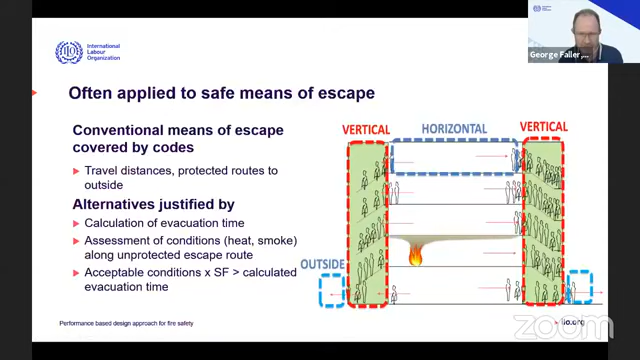 International
Labour
Organization
Often applied to safe means of escape
Conventional means of escape
covered by codes
Travel distances, protected routes to
outside
Alternatives justified by
Calculation of evacuation time
Assessment of conditions (heat, smoke)
along unprotected escape route
Acceptable conditions x SF > calculated
evacuation time
VERTICAL
HORIZONTAL
VERTICAL
OUTSIDE
Performance based design approach for fire safety
ilo.org
zoom
George Faller,...